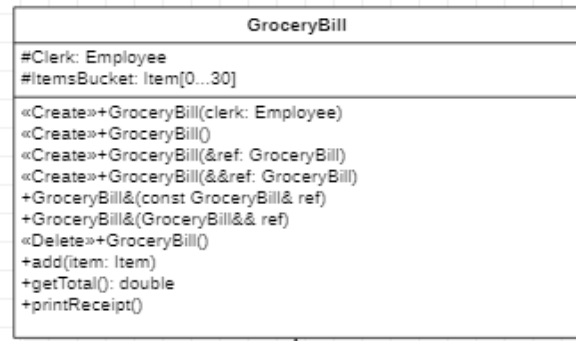 GroceryBill
#Clerk: Employee
#ItemsBucket: Item[0...30]
«Create»+GroceryBill(clerk: Employee)
«Create»+GroceryBill()
«Create»+GroceryBill(&ref: GroceryBill)
«Create»+GroceryBill(&&ref: GroceryBill)
+GroceryBill&(const GroceryBill& ref)
+GroceryBill&(GroceryBill&& ref)
«Delete»+GroceryBill()
+add(item: Item)
+getTotal(): double
+printReceipt()